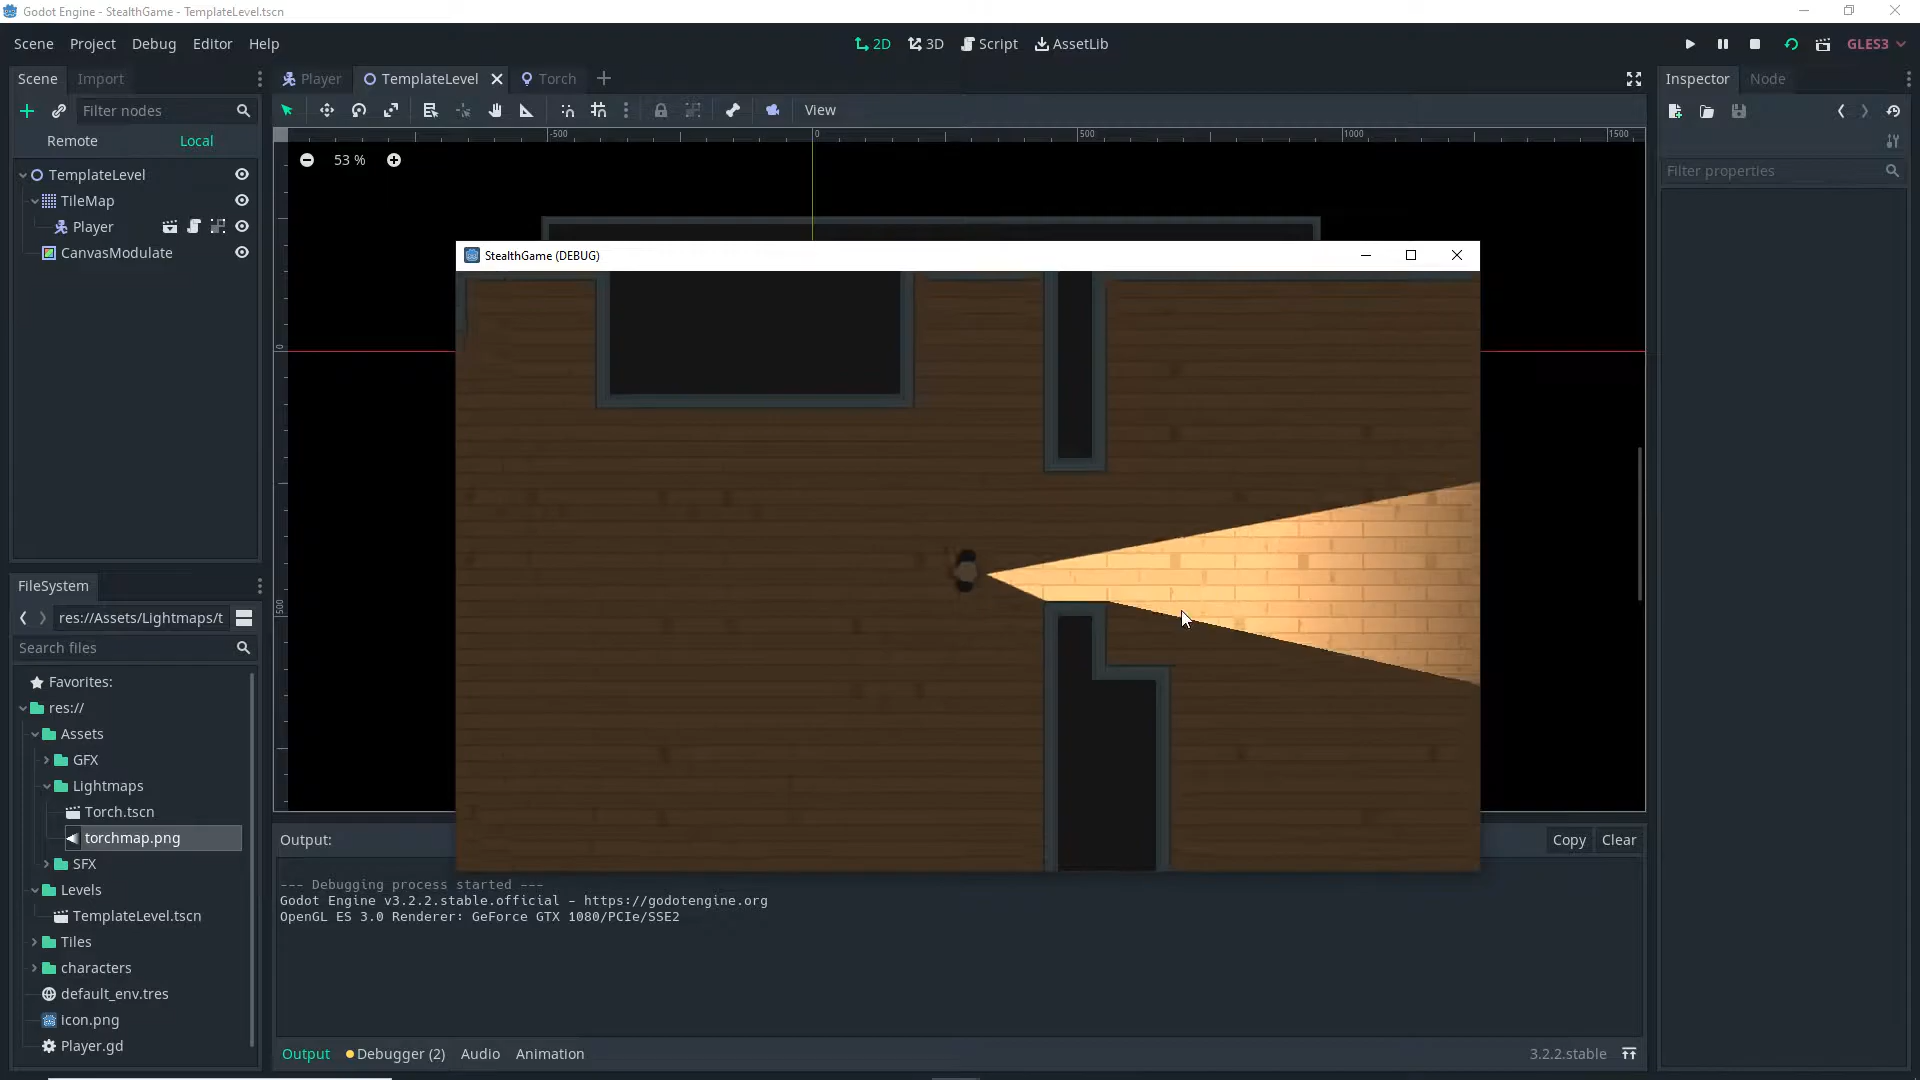 Godot Engine - StealthGame - TemplateLevel.tscn
Scene Project Debug Editor Help
2D 3D Script AssetLib
GLES3
Scene Import
Player TemplateLevel Torch
Inspector Node
Filter nodes
View
Remote Local
-500 0 500 1000 1500
53 %
Filter properties
TemplateLevel
TileMap
Player
CanvasModulate
StealthGame (DEBUG)
0
500
FileSystem
res://Assets/Lightmaps/t
Search files
Favorites:
res://
Assets
GFX
Lightmaps
Torch.tscn
torchmap.png
SFX
Levels
TemplateLevel.tscn
Tiles
characters
default_env.tres
icon.png
Player.gd
Output:
Copy Clear
--- Debugging process started ---
Godot Engine v3.2.2.stable.official - https://godotengine.org
OpenGL ES 3.0 Renderer: GeForce GTX 1080/PCIe/SSE2
Output Debugger (2) Audio Animation
3.2.2.stable